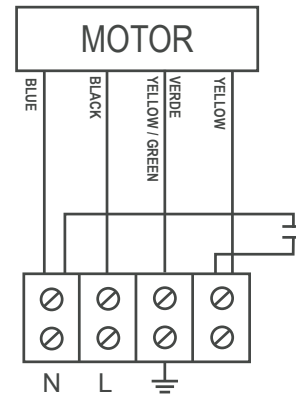 MOTOR
BLUE
BLACK
YELLOW / GREEN
VERDE
YELLOW
N L